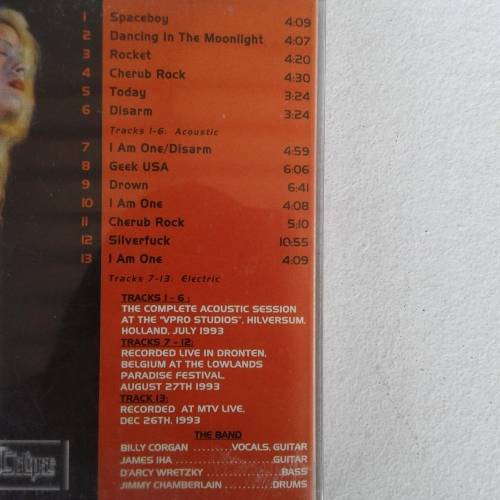 1 Spaceboy 4:09
2 Dancing In The Moonlight 4:07
3 Rocket 4:20
4 Cherub Rock 4:30
5 Today 3:24
6 Disarm 3:24
Tracks 1-6: Acoustic
7 I Am One/Disarm 4:59
8 Geek USA 6:06
9 Drown 6:41
10 I Am One 4:08
11 Cherub Rock 5:10
12 Silverfuck 10:55
13 I Am One 4:09
Tracks 7-13: Electric
TRACKS 1 - 6 :
THE COMPLETE ACOUSTIC SESSION
AT THE "VPRO STUDIOS", HILVERSUM,
HOLLAND, JULY 1993
TRACKS 7 - 12:
RECORDED LIVE IN DRONTEN,
BELGIUM AT THE LOWLANDS
PARADISE FESTIVAL,
AUGUST 27TH 1993
TRACK 13:
RECORDED AT MTV LIVE,
DEC 26TH, 1993
THE BAND
BILLY CORGAN .........VOCALS, GUITAR
JAMES IHA ....................GUITAR
D'ARCY WRETZKY ................BASS
JIMMY CHAMBERLAIN ..........DRUMS